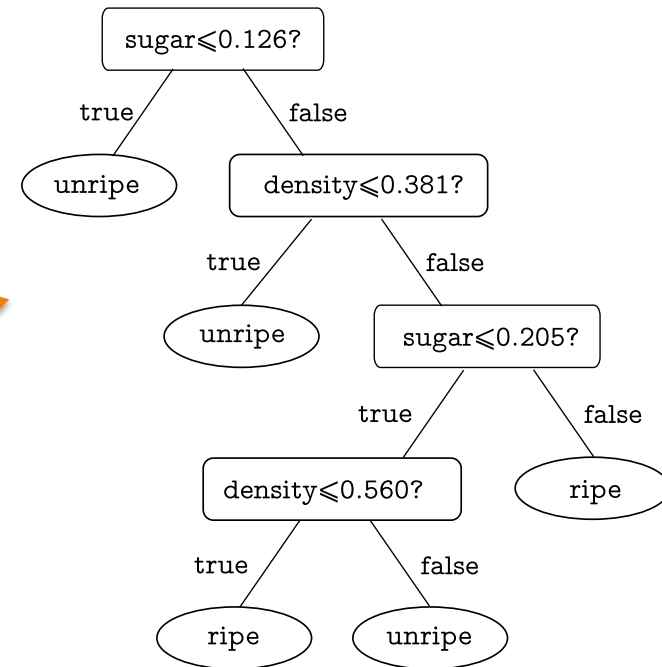 sugar⩽0.126?
true
false
unripe
density⩽0.381?
true
false
unripe
sugar⩽0.205?
true
false
density⩽0.560?
ripe
true
false
ripe
unripe